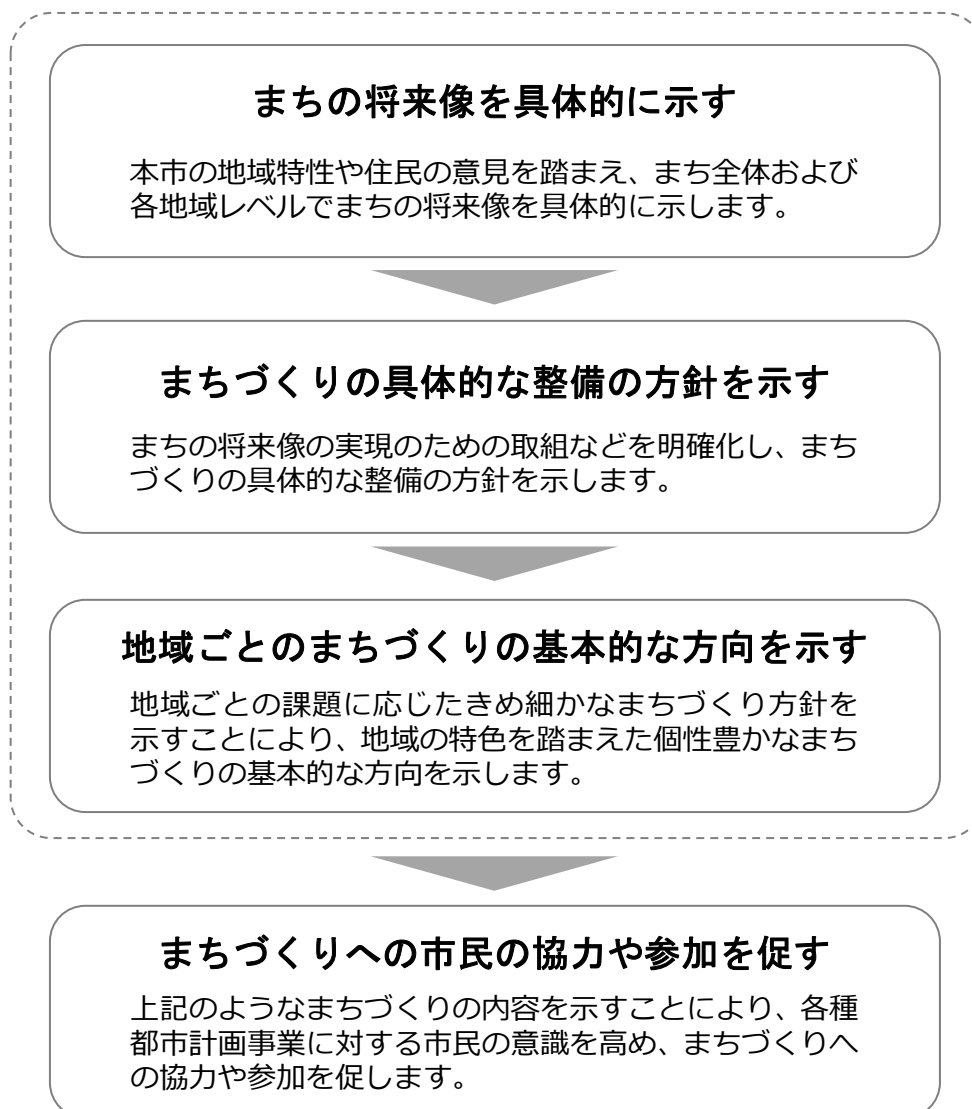 まちの将来像を具体的に示す
本市の地域特性や住民の意見を踏まえ、まち全体および
各地域レベルでまちの将来像を具体的に示します。
まちづくりの具体的な整備の方針を示す
まちの将来像の実現のための取組などを明確化し、まち
づくりの具体的な整備の方針を示します。
地域ごとのまちづくりの基本的な方向を示す
地域ごとの課題に応じたきめ細かなまちづくり方針を
示すことにより、地域の特色を踏まえた個性豊かなまち
づくりの基本的な方向を示します。
まちづくりへの市民の協力や参加を促す
上記のようなまちづくりの内容を示すことにより、各種
都市計画事業に対する市民の意識を高め、まちづくりへ
の協力や参加を促します。